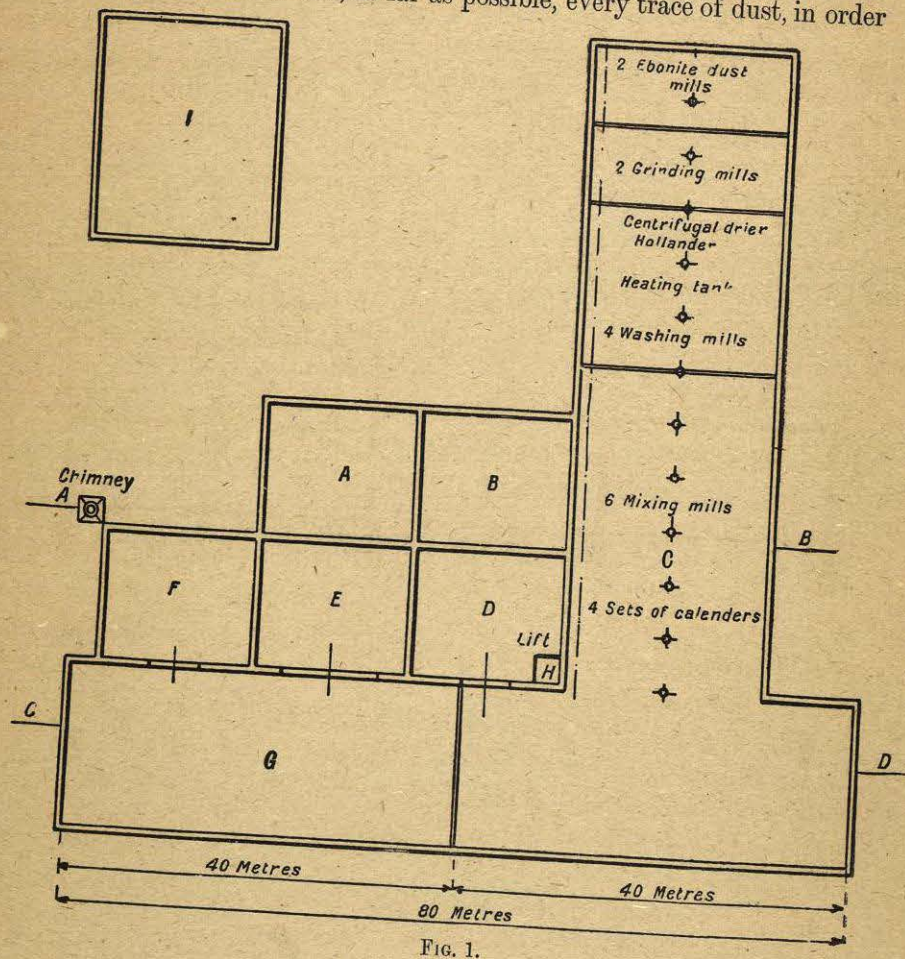 as possible, every trace of dust, in order
2 Ebonite dust
mills
I
2 Grinding mills
Centrifugal drier
Hollander
Heating tank
4 Washing mills
Chimney
A
A
B
6 Mixing mills
B
C
F
E
D
4 Sets of calenders
Lift
H
C
G
D
40 Metres
40 Metres
80 Metres
FIG. 1.